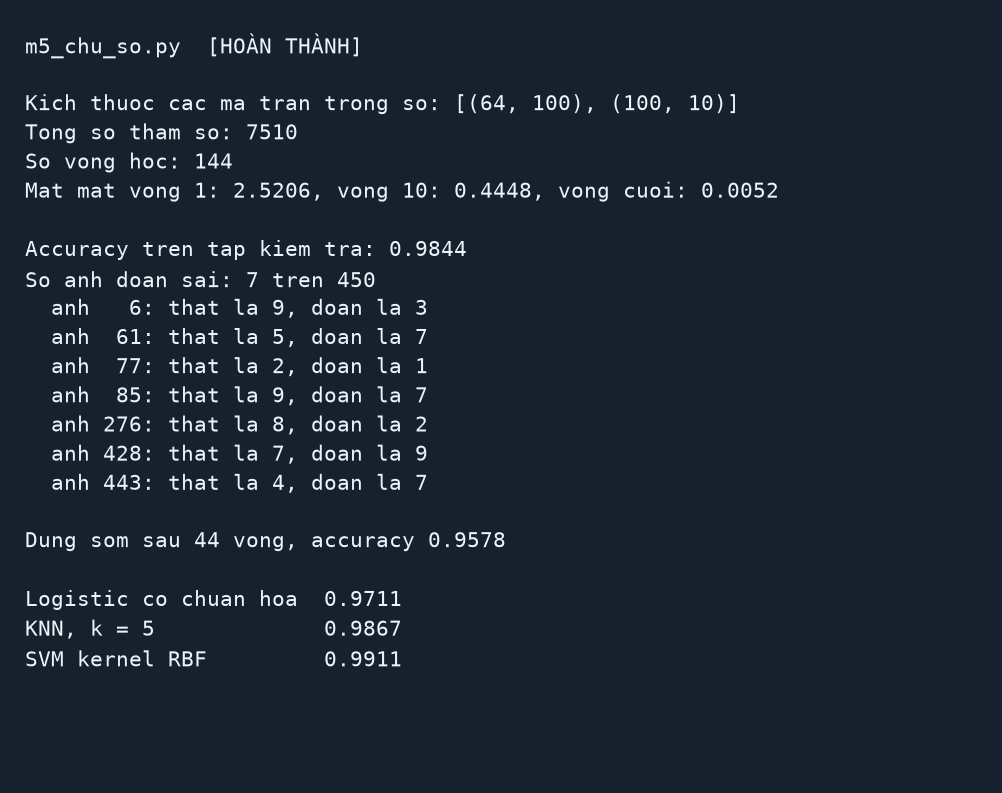 m5_chu_so.py  [HOÀN THÀNH]
Kich thuoc cac ma tran trong so: [(64, 100), (100, 10)]
Tong so tham so: 7510
So vong hoc: 144
Mat mat vong 1: 2.5206, vong 10: 0.4448, vong cuoi: 0.0052
Accuracy tren tap kiem tra: 0.9844
So anh doan sai: 7 tren 450
  anh   6: that la 9, doan la 3
  anh  61: that la 5, doan la 7
  anh  77: that la 2, doan la 1
  anh  85: that la 9, doan la 7
  anh 276: that la 8, doan la 2
  anh 428: that la 7, doan la 9
  anh 443: that la 4, doan la 7
Dung som sau 44 vong, accuracy 0.9578
Logistic co chuan hoa  0.9711
KNN, k = 5             0.9867
SVM kernel RBF         0.9911